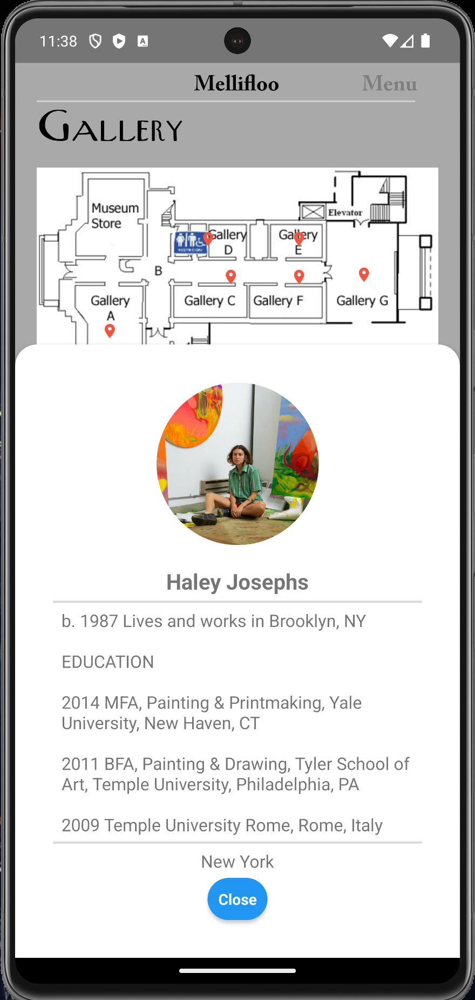 11:38
Mellifloo
Menu
GALLERY
Museum
Store
Elevator
Gallery
D
Gallery
E
RESTROOM
B
Gallery
A
Gallery C
Gallery F
Gallery G
Haley Josephs
b. 1987 Lives and works in Brooklyn, NY
EDUCATION
2014 MFA, Painting & Printmaking, Yale
University, New Haven, CT
2011 BFA, Painting & Drawing, Tyler School of
Art, Temple University, Philadelphia, PA
2009 Temple University Rome, Rome, Italy
New York
Close